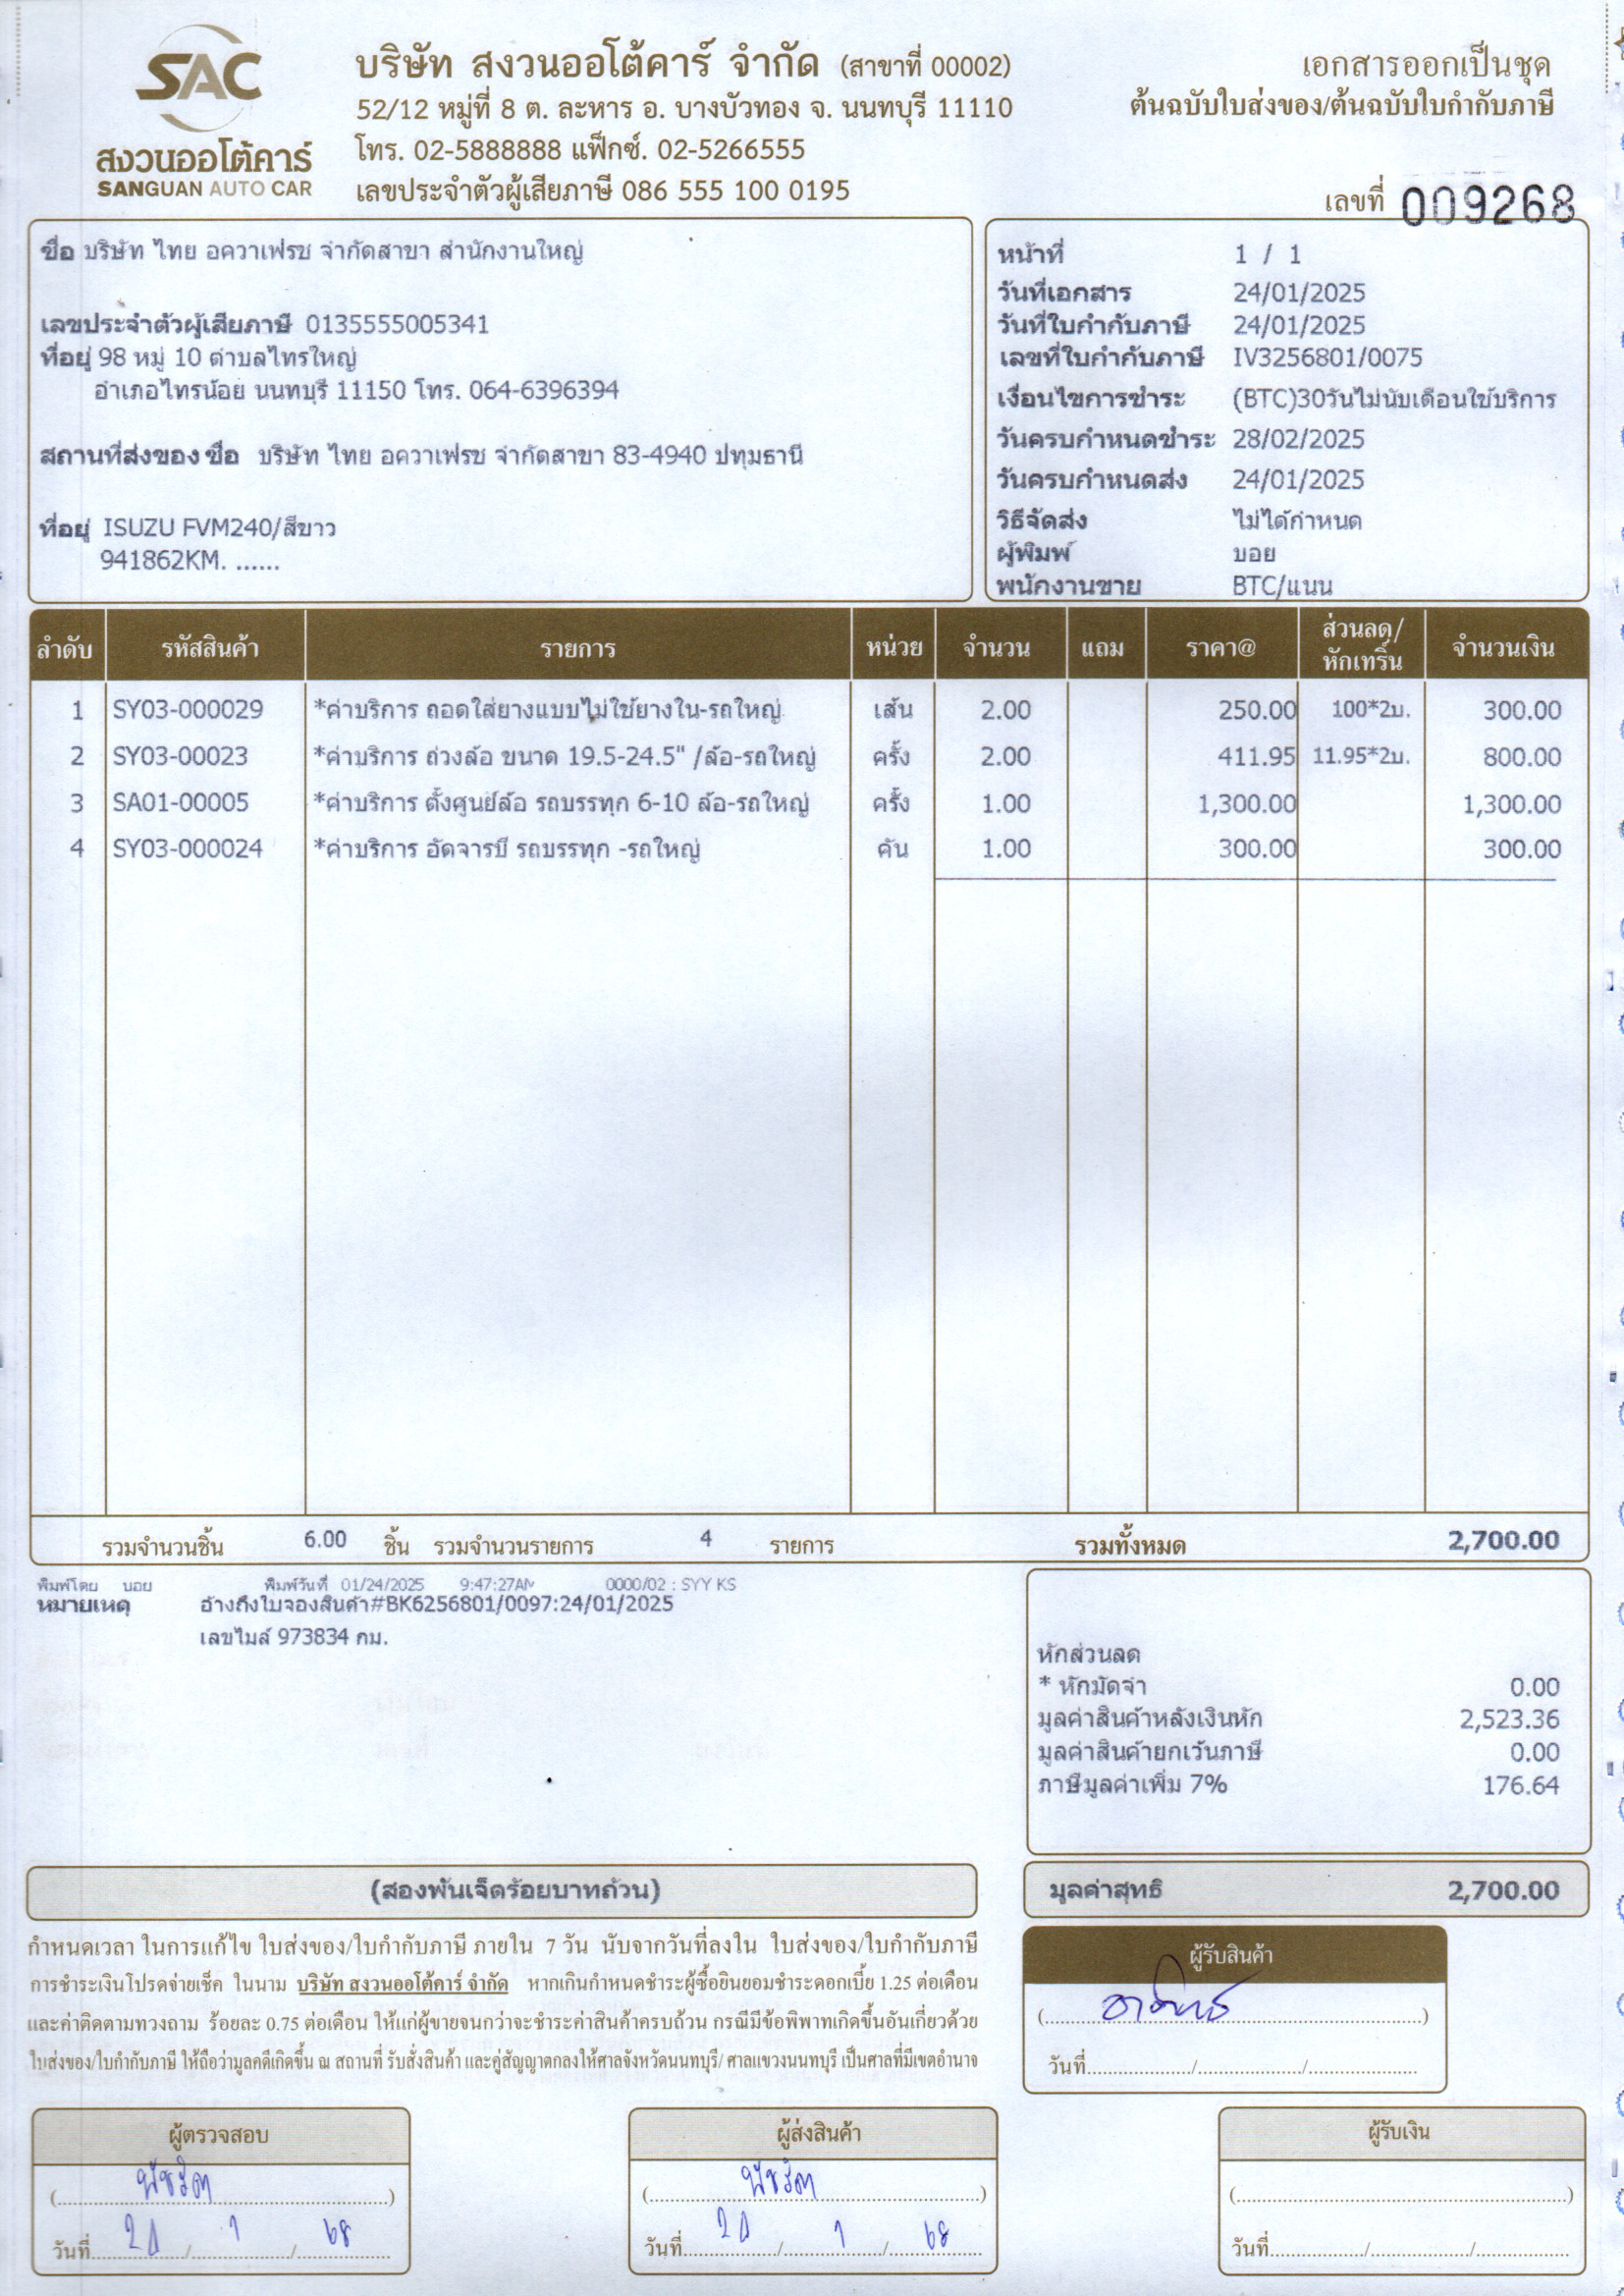 SAC
สงวนออโต้คาร์
SANGUAN AUTO CAR
บริษัท สงวนออโต้คาร์ จำกัด (สาขาที่ 00002)
52/12 หมู่ที่ 8 ต. ละหาร อ. บางบัวทอง จ. นนทบุรี 11110
โทร. 02-5888888 แฟ็กซ์. 02-5266555
เลขประจำตัวผู้เสียภาษี 086 555 100 0195
เอกสารออกเป็นชุด
ต้นฉบับใบส่งของ/ต้นฉบับใบกำกับภาษี
เลขที่ 009268
ชื่อ บริษัท ไทย อควาเฟรช จำกัดสาขา สำนักงานใหญ่
เลขประจำตัวผู้เสียภาษี 0135555005341
ที่อยู่ 98 หมู่ 10 ตำบลไทรใหญ่
อำเภอไทรน้อย นนทบุรี 11150 โทร. 064-6396394
สถานที่ส่งของ ชื่อ บริษัท ไทย อควาเฟรช จำกัดสาขา 83-4940 ปทุมธานี
ที่อยู่ ISUZU FVM240/สีขาว
941862KM. ......
หน้าที่ 1 / 1
วันที่เอกสาร 24/01/2025
วันที่ใบกำกับภาษี 24/01/2025
เลขที่ใบกำกับภาษี IV3256801/0075
เงื่อนไขการชำระ (BTC)30วันไม่นับเดือนใช้บริการ
วันครบกำหนดชำระ 28/02/2025
วันครบกำหนดส่ง 24/01/2025
วิธีจัดส่ง ไม่ได้กำหนด
ผู้พิมพ์ บอย
พนักงานขาย BTC/แนน
ลำดับ รหัสสินค้า รายการ หน่วย จำนวน แถม ราคา@ ส่วนลด/หักเทริ์น จำนวนเงิน
1 SY03-000029 *ค่าบริการ ถอดใส่ยางแบบไม่ใช้ยางใน-รถใหญ่ เส้น 2.00 250.00 100*2บ. 300.00
2 SY03-00023 *ค่าบริการ ถ่วงล้อ ขนาด 19.5-24.5" /ล้อ-รถใหญ่ ครั้ง 2.00 411.95 11.95*2บ. 800.00
3 SA01-00005 *ค่าบริการ ตั้งศูนย์ล้อ รถบรรทุก 6-10 ล้อ-รถใหญ่ ครั้ง 1.00 1,300.00 1,300.00
4 SY03-000024 *ค่าบริการ อัดจารบี รถบรรทุก -รถใหญ่ คัน 1.00 300.00 300.00
รวมจำนวนชิ้น 6.00 ชิ้น รวมจำนวนรายการ 4 รายการ รวมทั้งหมด 2,700.00
พิมพ์โดย บอย พิมพ์วันที่ 01/24/2025 9:47:27AM 0000/02 : SYY KS
หมายเหตุ อ้างถึงใบจองสินค้า#BK6256801/0097:24/01/2025
เลขไมล์ 973834 กม.
หักส่วนลด
* หักมัดจำ 0.00
มูลค่าสินค้าหลังเงินหัก 2,523.36
มูลค่าสินค้ายกเว้นภาษี 0.00
ภาษีมูลค่าเพิ่ม 7% 176.64
(สองพันเจ็ดร้อยบาทถ้วน)
มูลค่าสุทธิ 2,700.00
กำหนดเวลา ในการแก้ไข ใบส่งของ/ใบกำกับภาษี ภายใน 7 วัน นับจากวันที่ลงใน ใบส่งของ/ใบกำกับภาษี
การชำระเงินโปรดจ่ายเช็ค ในนาม บริษัท สงวนออโต้คาร์ จำกัด หากเกินกำหนดชำระผู้ซื้อยินยอมชำระดอกเบี้ย 1.25 ต่อเดือน
และค่าติดตามทวงถาม ร้อยละ 0.75 ต่อเดือน ให้แก่ผู้ขายจนกว่าจะชำระค่าสินค้าครบถ้วน กรณีมีข้อพิพาทเกิดขึ้นอันเกี่ยวด้วย
ใบส่งของ/ใบกำกับภาษี ให้ถือว่ามูลคดีเกิดขึ้น ณ สถานที่ รับสั่งสินค้า และคู่สัญญาตกลงให้ศาลจังหวัดนนทบุรี/ ศาลแขวงนนทบุรี เป็นศาลที่มีเขตอำนาจ
ผู้รับสินค้า
วันที่............/............/............
ผู้ตรวจสอบ
(พัชรีดา)
วันที่ 24 / 1 / 68
ผู้ส่งสินค้า
(พัชรีดา)
วันที่ 24 / 1 / 68
ผู้รับเงิน
(............)
วันที่............/............/............